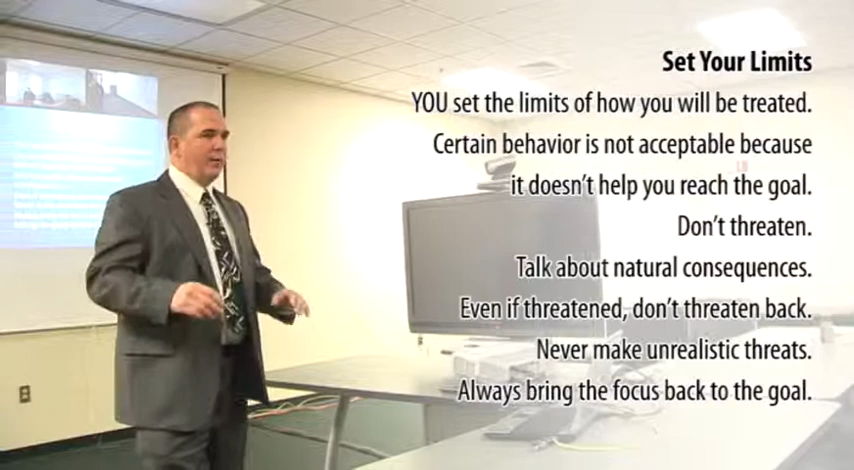 Set Your Limits
YOU set the limits of how you will be treated.
Certain behavior is not acceptable because
it doesn't help you reach the goal.
Don't threaten.
Talk about natural consequences.
Even if threatened, don't threaten back.
Never make unrealistic threats.
Always bring the focus back to the goal.